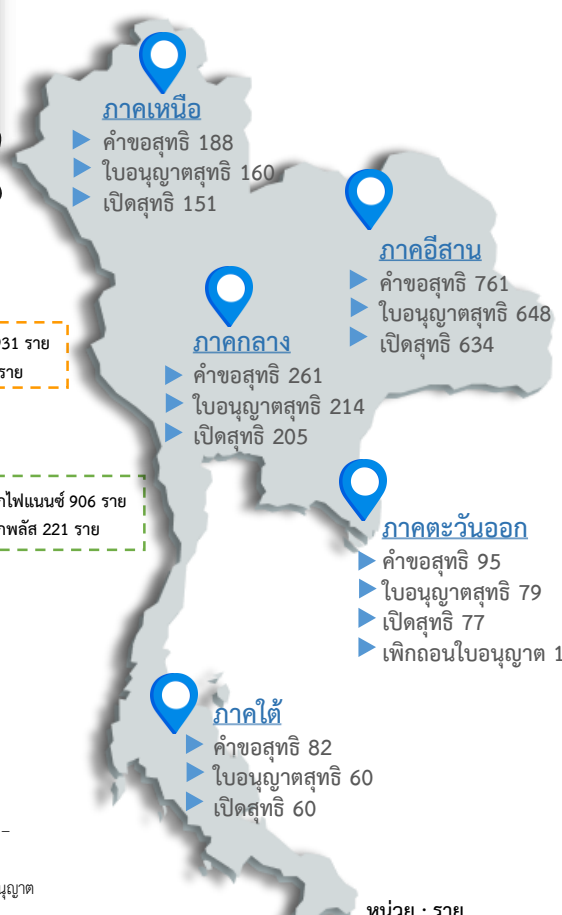 ภาคเหนือ
คำขอสุทธิ 188
ใบอนุญาตสุทธิ 160
เปิดสุทธิ 151
ภาคอีสาน
คำขอสุทธิ 761
ใบอนุญาตสุทธิ 648
เปิดสุทธิ 634
931 ราย
ราย
ภาคกลาง
คำขอสุทธิ 261
ใบอนุญาตสุทธิ 214
เปิดสุทธิ 205
กไฟแนนซ์ 906 ราย
กพลัส 221 ราย
ภาคตะวันออก
คำขอสุทธิ 95
ใบอนุญาตสุทธิ 79
เปิดสุทธิ 77
เพิกถอนใบอนุญาต 1
ภาคใต้
คำขอสุทธิ 82
ใบอนุญาตสุทธิ 60
เปิดสุทธิ 60
นุญาต
หน่วย : ราย